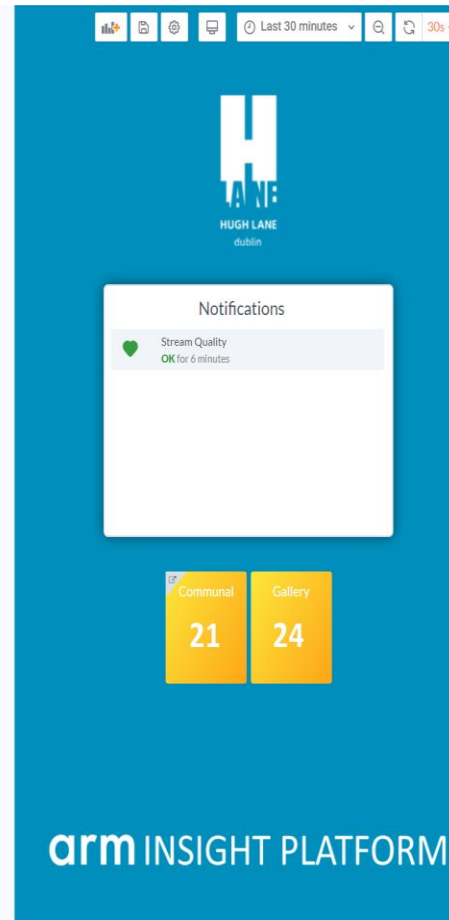 Last 30 minutes
30s
H
LANE
HUGH LANE
dublin
Notifications
Stream Quality
OK for 6 minutes
Communal
Gallery
21
24
arm INSIGHT PLATFORM